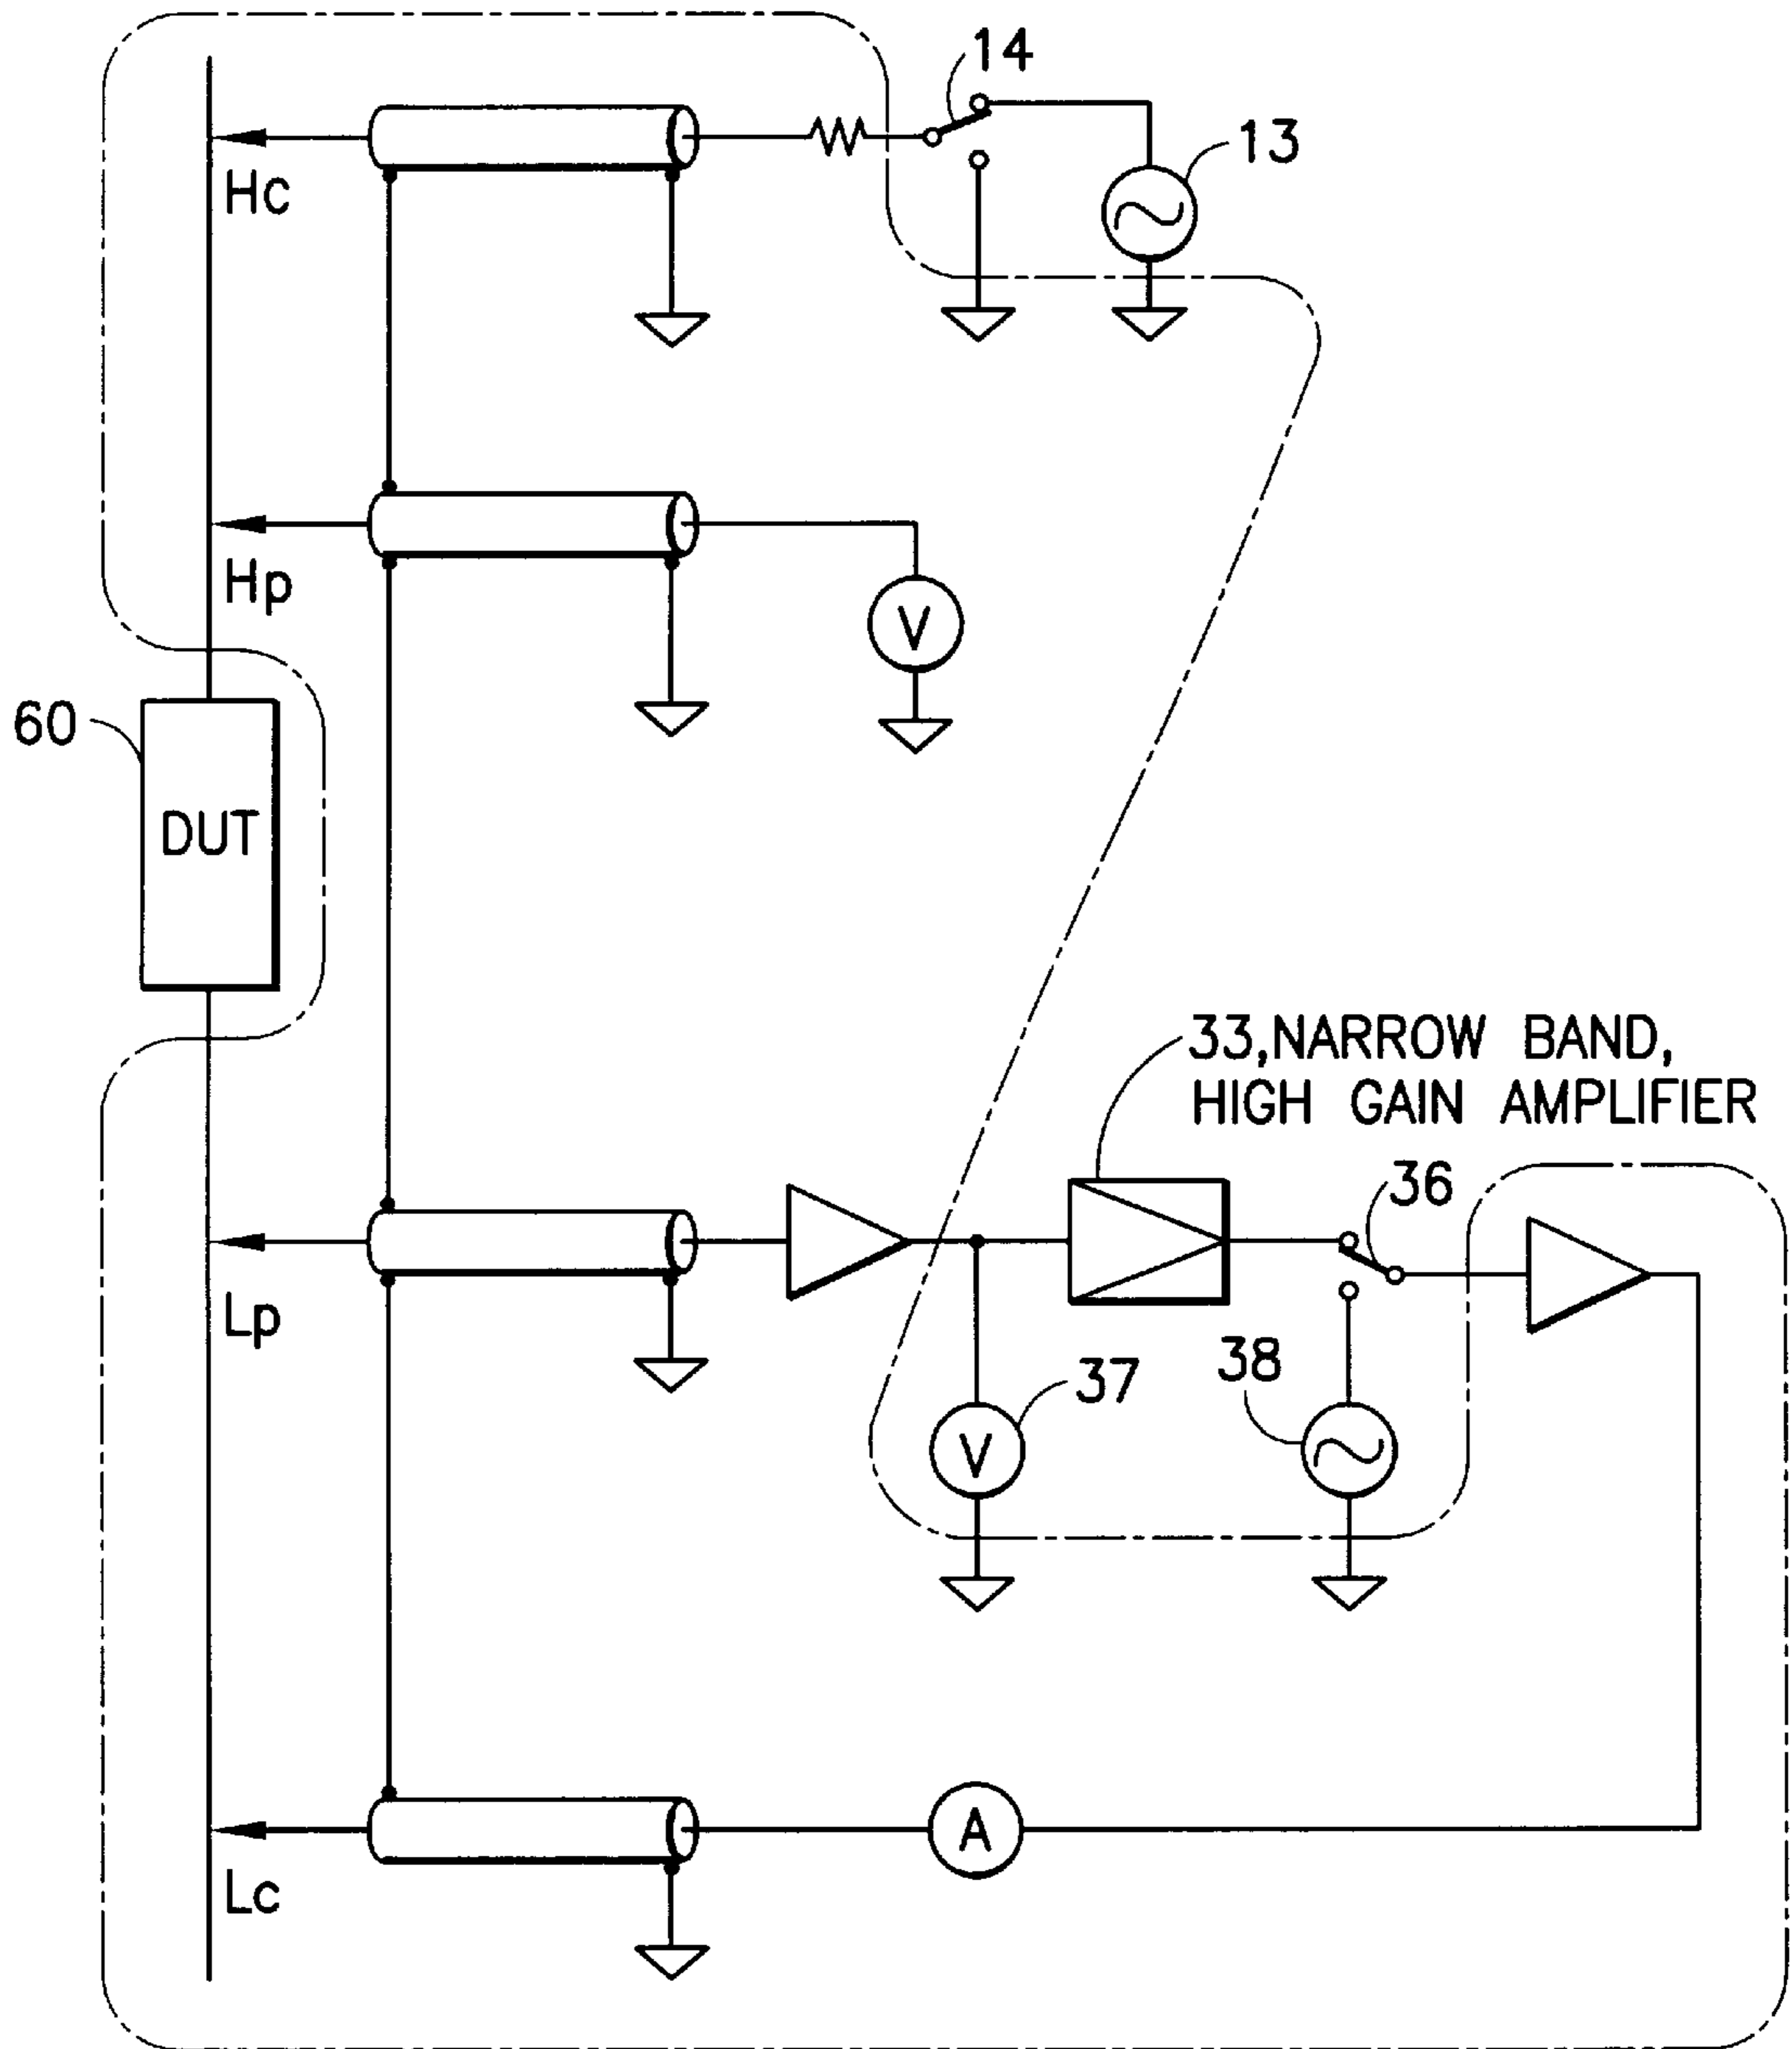 14
13
Hc
Hp
V
60
DUT
33,NARROW BAND,
HIGH GAIN AMPLIFIER
36
Lp
37
38
V
A
Lc